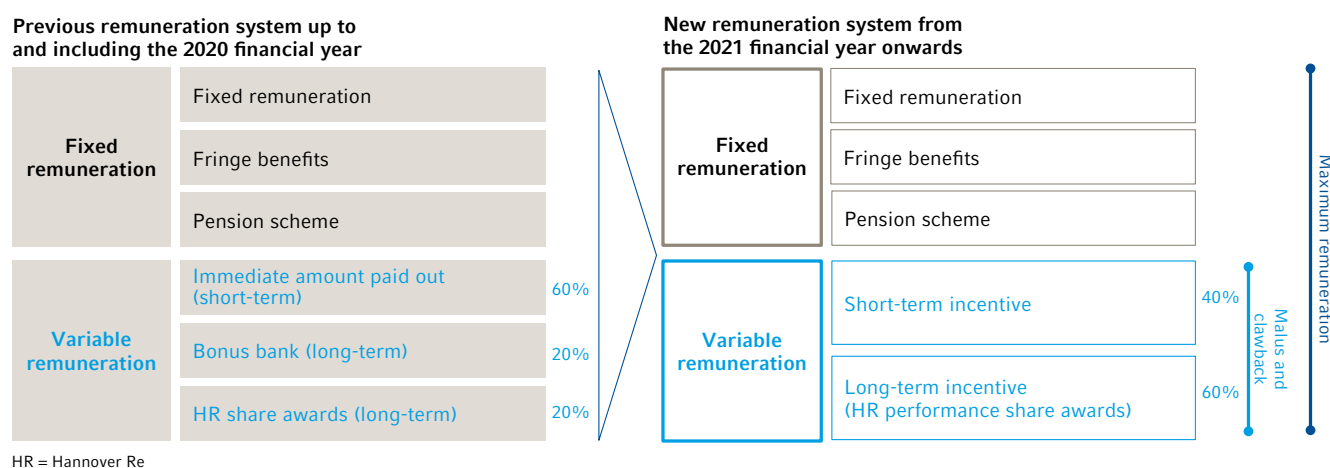 Previous remuneration system up to
and including the 2020 financial year
Fixed
remuneration
Fixed remuneration
Fringe benefits
Pension scheme
Variable
remuneration
Immediate amount paid out
(short-term)
60%
Bonus bank (long-term)
20%
HR share awards (long-term)
20%
New remuneration system from
the 2021 financial year onwards
Fixed
remuneration
Fixed remuneration
Fringe benefits
Pension scheme
Variable
remuneration
Short-term incentive
40%
Long-term incentive
(HR performance share awards)
60%
Malus and
clawback
Maximum remuneration
HR = Hannover Re